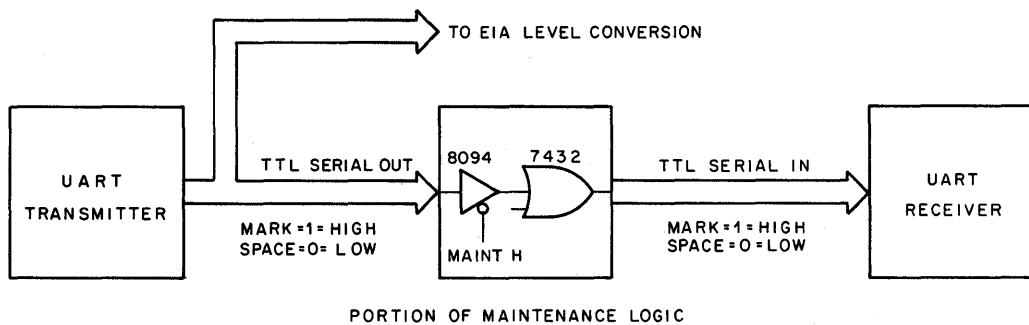 TO EIA LEVEL CONVERSION
UART
TRANSMITTER
TTL SERIAL OUT
MARK=1=HIGH
SPACE=0=LOW
8094
7432
MAINT H
TTL SERIAL IN
MARK=1=HIGH
SPACE=0=LOW
UART
RECEIVER
PORTION OF MAINTENANCE LOGIC